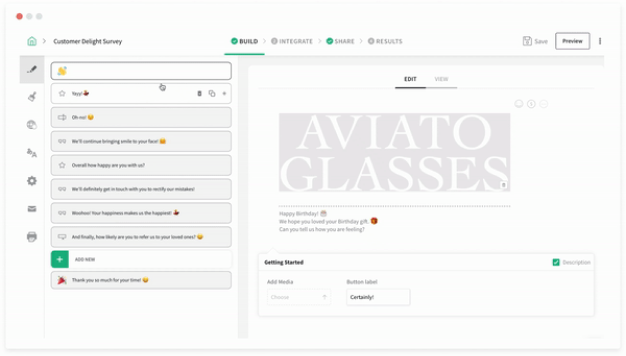 Customer Delight Survey
BUILD
INTEGRATE
SHARE
RESULTS
Save
Preview
Yayy!
Oh no!
We'll continue bringing smile to your face!
Overall how happy are you with us?
We'll definitely get in touch with you to rectify our mistakes!
Woohoo! Your happiness makes us the happiest!
And finally, how likely are you to refer us to your loved ones?
ADD NEW
Thank you so much for your time!
EDIT
VIEW
AVIATO
GLASSES
Happy Birthday!
We hope you loved your Birthday gift.
Can you tell us how you are feeling?
Getting Started
Description
Add Media
Button label
Choose
Certainly!